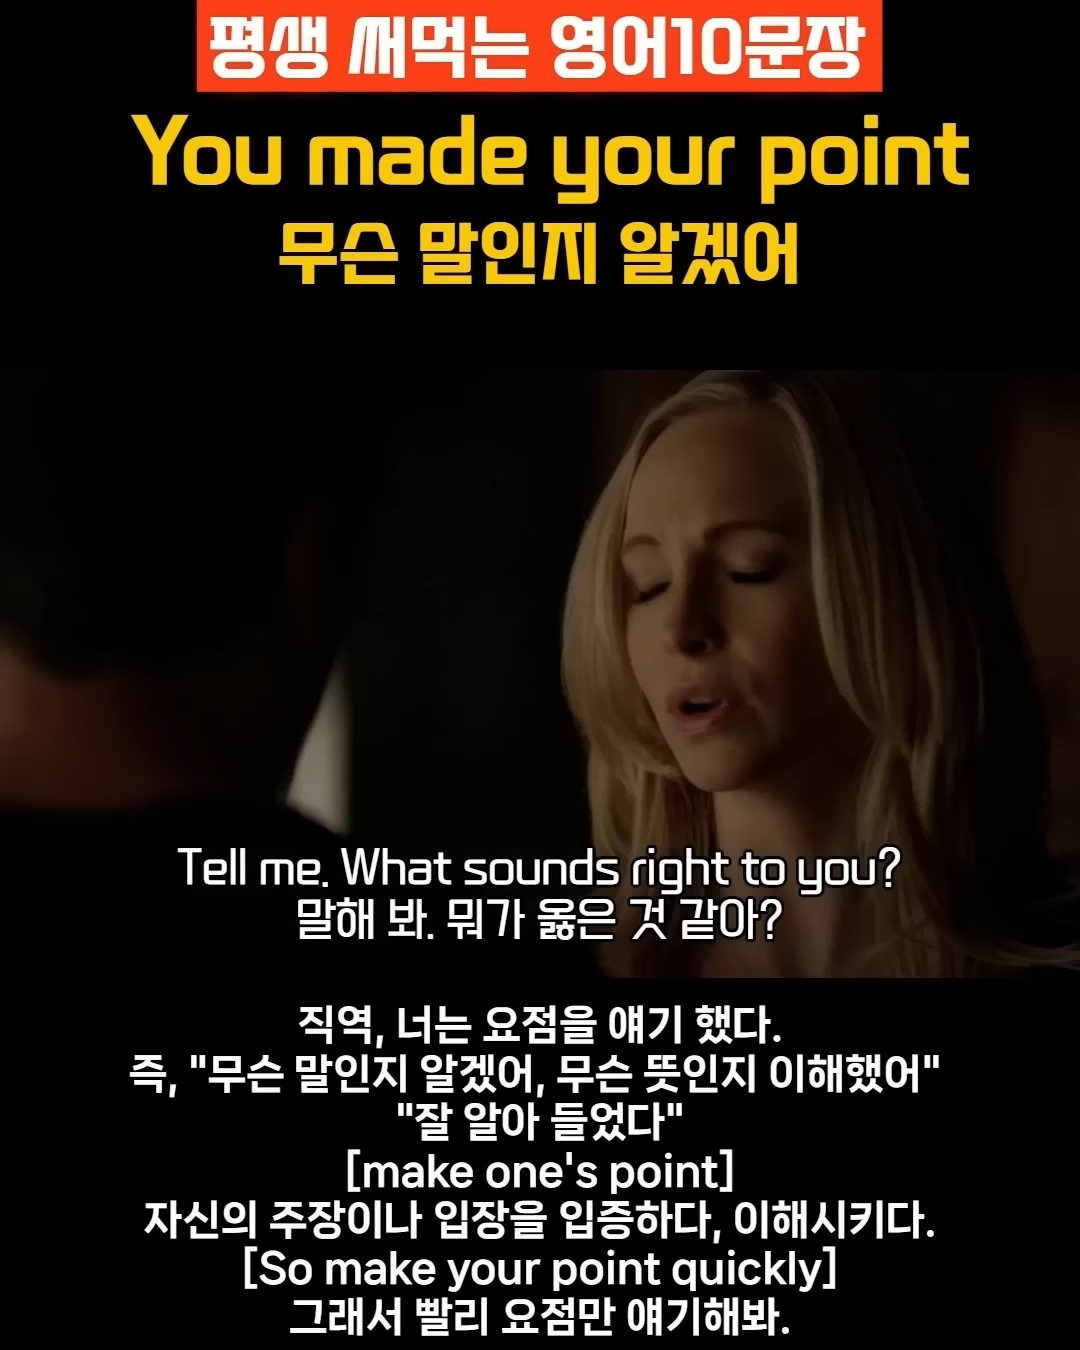 평생 써먹는 영어10문장
You made your point
무슨 말인지 알겠어
Tell me. What sounds right to you?
말해 봐. 뭐가 옳은 것 같아?
직역, 너는 요점을 얘기 했다.
즉, "무슨 말인지 알겠어, 무슨 뜻인지 이해했어"
"잘 알아 들었다"
[make one's point]
자신의 주장이나 입장을 입증하다, 이해시키다.
[So make your point quickly]
그래서 빨리 요점만 얘기해봐.